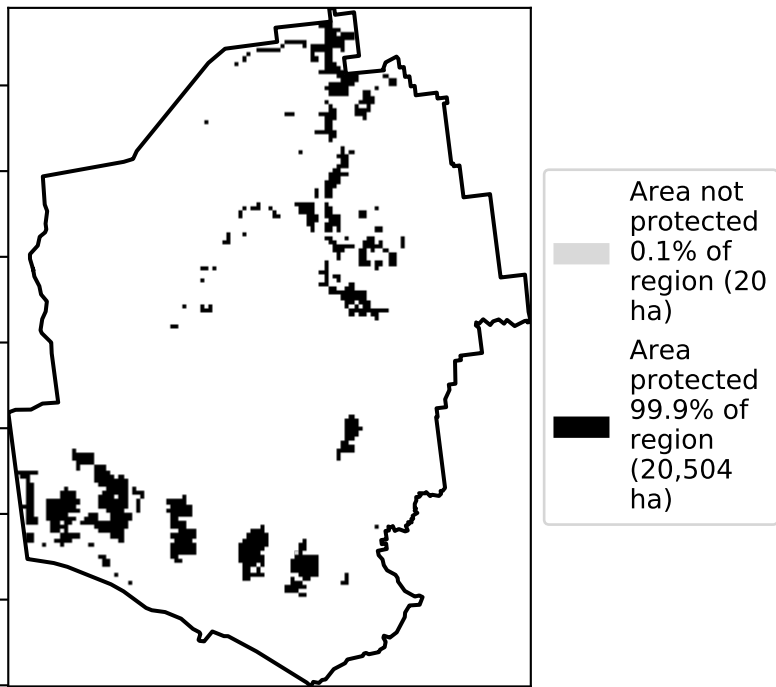 Area not
protected
0.1% of
region (20
ha)
Area
protected
99.9% of
region
(20,504
ha)